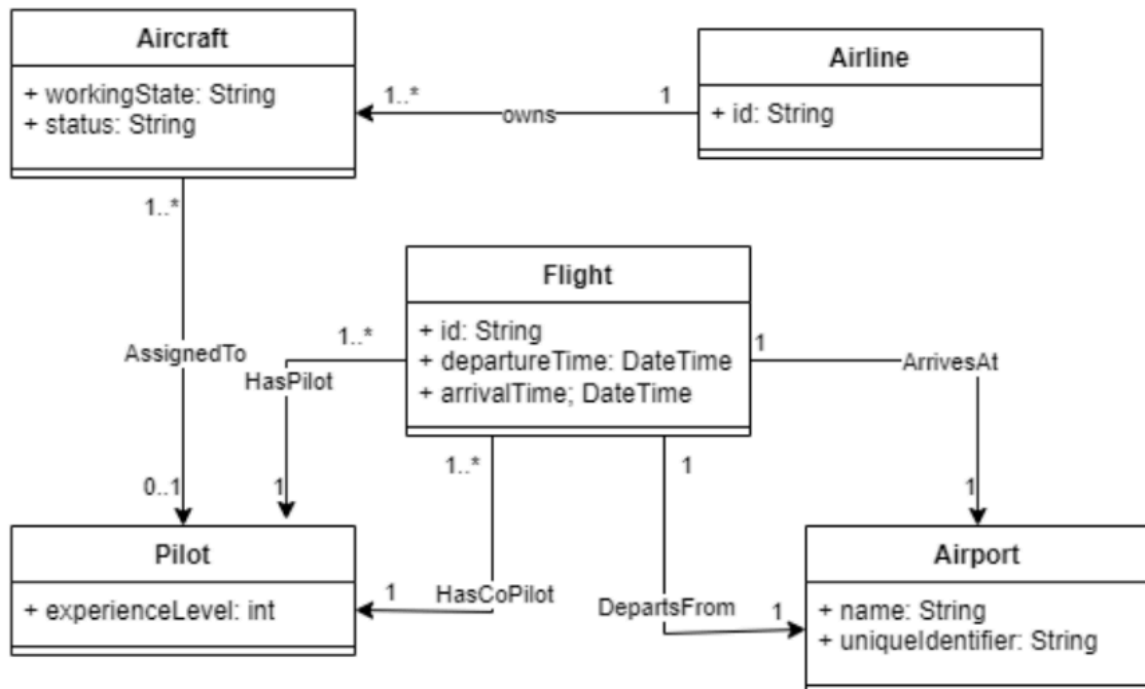 Aircraft
+ workingState: String
+ status: String
1..*
1
owns
Airline
+ id: String
1..*
AssignedTo
0..1
Flight
+ id: String
+ departureTime: DateTime
+ arrivalTime; DateTime
1..*
HasPilot
1
1
ArrivesAt
1
1..*
HasCoPilot
1
1
DepartsFrom
1
Pilot
+ experienceLevel: int
Airport
+ name: String
+ uniqueIdentifier: String